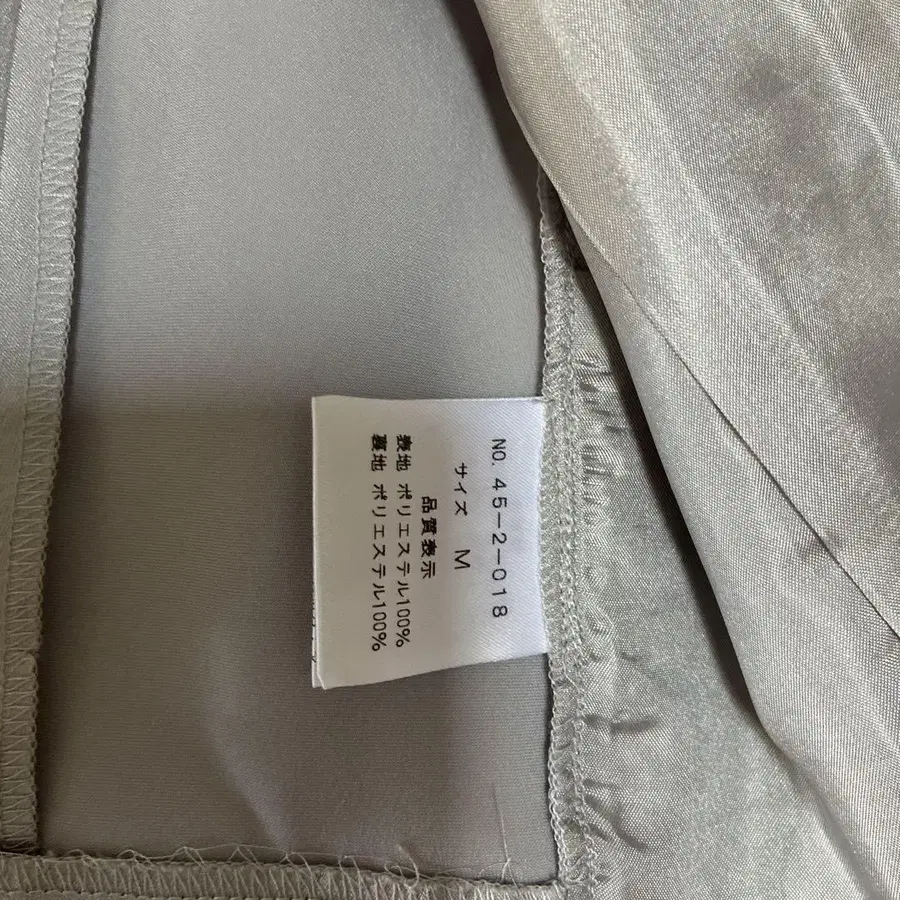 NO. 45-2-018
サイズ M
品質表示
表地 ポリエステル100%
裏地 ポリエステル100%